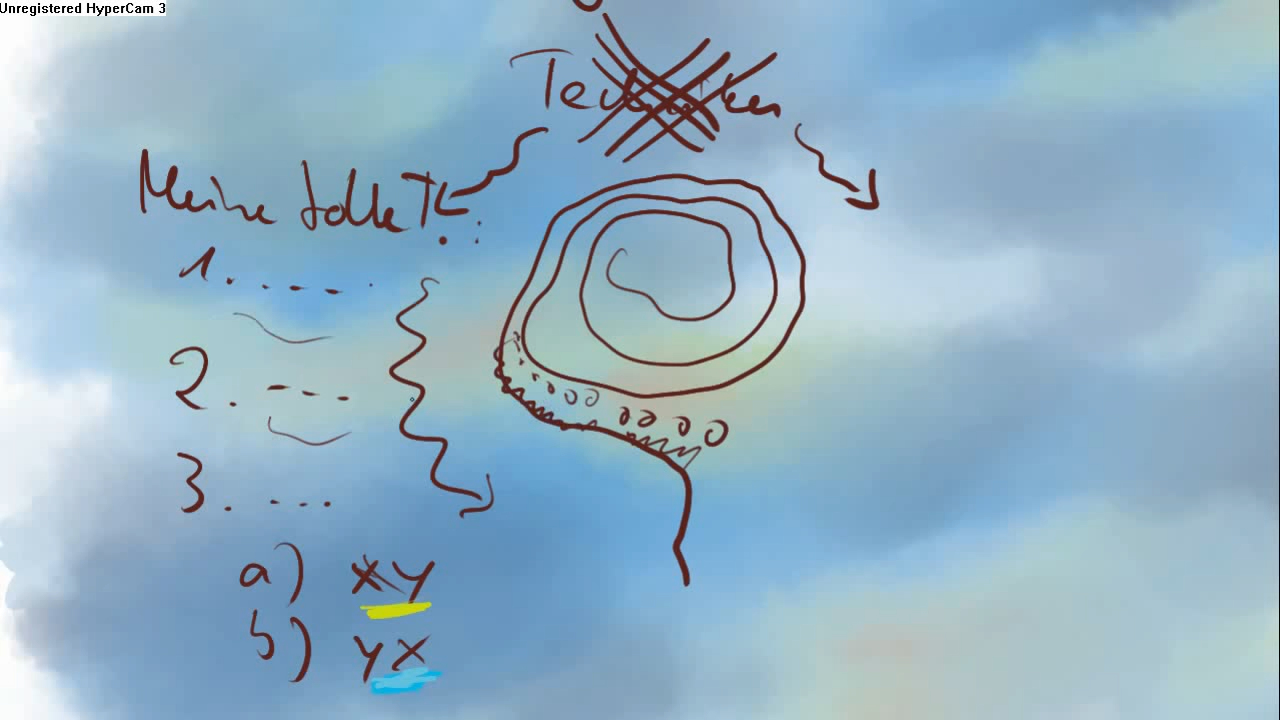 Unregistered HyperCam 3
Meine tolle T.:
1. . - - - .
2. - - -
3. . . . .
a) xy
b) yx